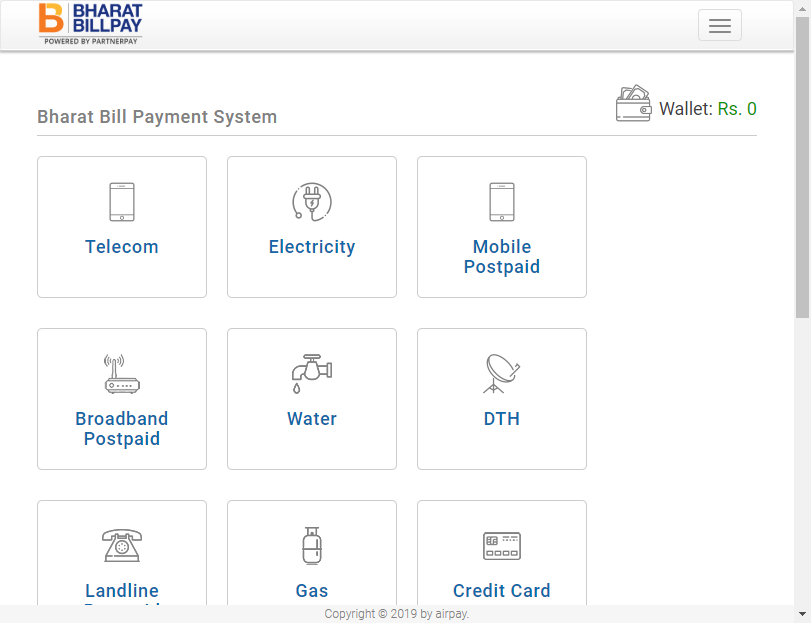 BHARAT
BILLPAY
POWERED BY PARTNERPAY
Wallet: Rs. 0
Bharat Bill Payment System
Telecom
Electricity
Mobile
Postpaid
Broadband
Postpaid
Water
DTH
Landline
Gas
Credit Card
Copyright © 2019 by airpay.